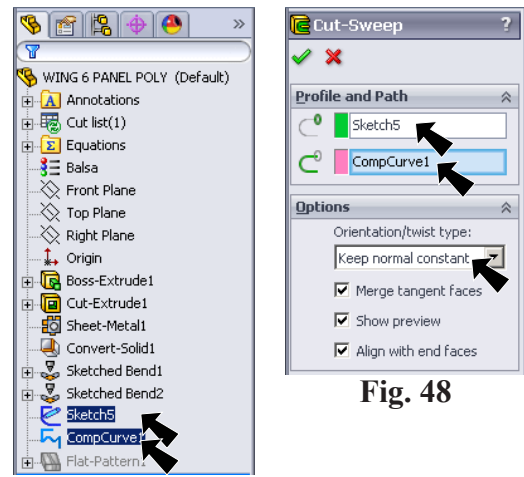 WING 6 PANEL POLY (Default)
Annotations
Cut list(1)
Equations
Balsa
Front Plane
Top Plane
Right Plane
Origin
Boss-Extrude1
Cut-Extrude1
Sheet-Metal1
Convert-Solid1
Sketched Bend1
Sketched Bend2
Sketch5
CompCurve1
Flat-Pattern1
Cut-Sweep ?
Profile and Path
Sketch5
CompCurve1
Options
Orientation/twist type:
Keep normal constant
Merge tangent faces
Show preview
Align with end faces
Fig. 48